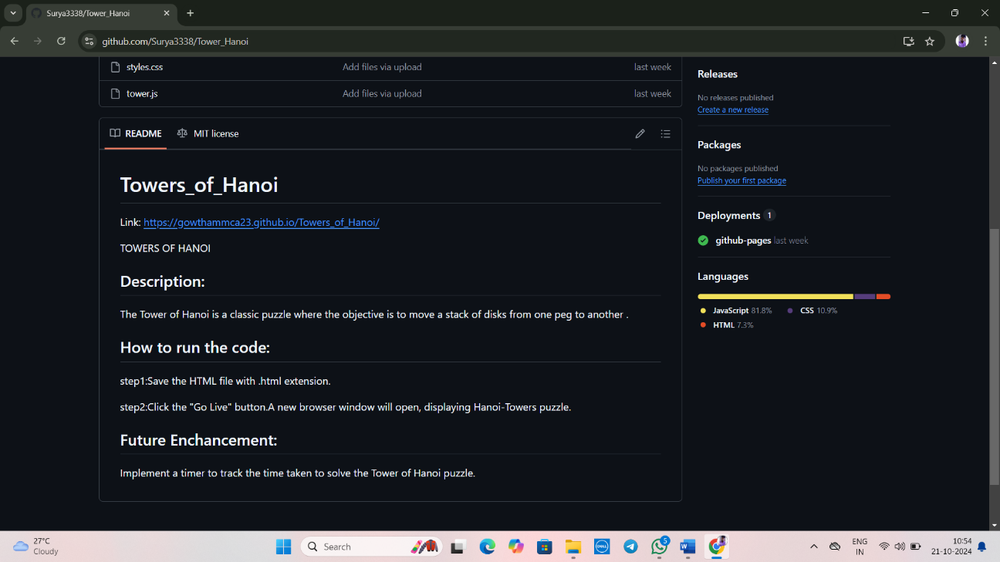 Surya3338/Tower_Hanoi
github.com/Surya3338/Tower_Hanoi
styles.css Add files via upload last week
tower.js Add files via upload last week
README MIT license
Towers_of_Hanoi
Link: https://gowthammca23.github.io/Towers_of_Hanoi/
TOWERS OF HANOI
Description:
The Tower of Hanoi is a classic puzzle where the objective is to move a stack of disks from one peg to another .
How to run the code:
step1:Save the HTML file with .html extension.
step2:Click the "Go Live" button.A new browser window will open, displaying Hanoi-Towers puzzle.
Future Enchancement:
Implement a timer to track the time taken to solve the Tower of Hanoi puzzle.
Releases
No releases published
Create a new release
Packages
No packages published
Publish your first package
Deployments 1
github-pages last week
Languages
JavaScript 81.8% CSS 10.9%
HTML 7.3%
27°C
Cloudy
Search
DELL
5
W
ENG
IN
10:54
21-10-2024